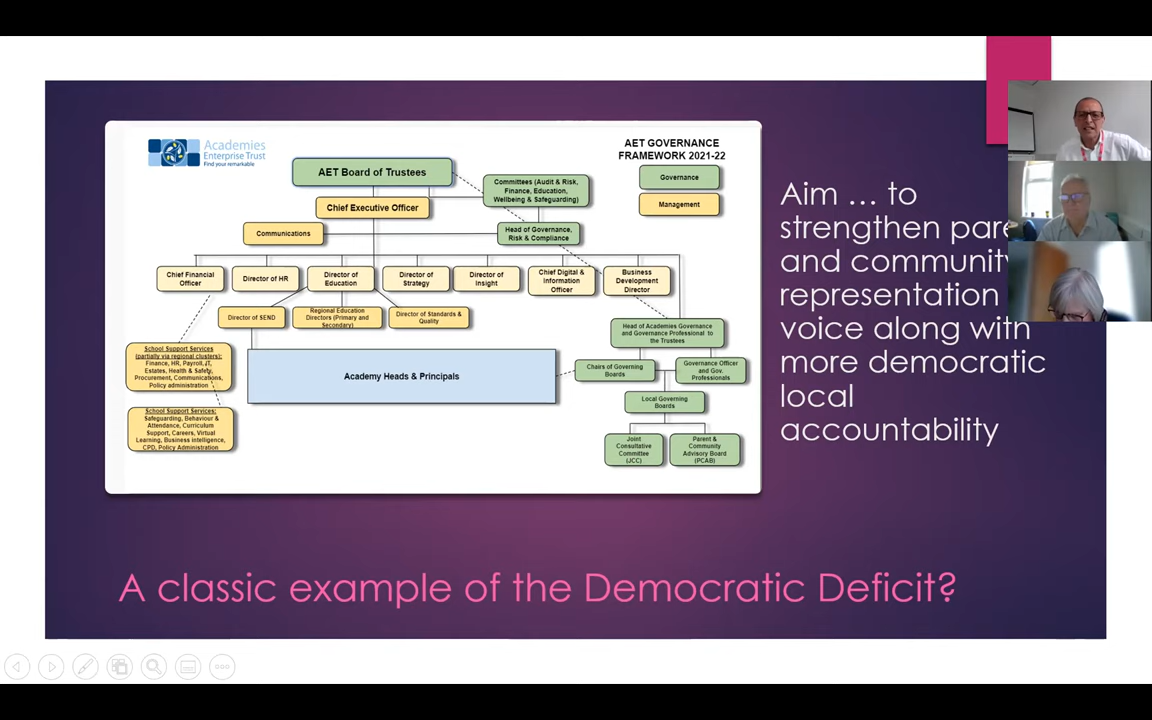 Academies
Enterprise Trust
Find your remarkable
AET GOVERNANCE
FRAMEWORK 2021-22
Governance
Management
AET Board of Trustees
Committees (Audit & Risk,
Finance, Education,
Wellbeing & Safeguarding)
Chief Executive Officer
Communications
Head of Governance,
Risk & Compliance
Chief Financial
Officer
Director of HR
Director of
Education
Director of
Strategy
Director of
Insight
Chief Digital &
Information
Officer
Business
Development
Director
Director of SEND
Regional Education
Directors (Primary and
Secondary)
Director of Standards &
Quality
Head of Academies Governance
and Governance Professional to
the Trustees
School Support Services
(partially via regional clusters):
Finance, HR, Payroll, IT,
Estates, Health & Safety,
Procurement, Communications,
Policy administration
Academy Heads & Principals
Chairs of Governing
Boards
Governance Officer
and Gov.
Professionals
Local Governing
Boards
School Support Services:
Safeguarding, Behaviour &
Attendance, Curriculum
Support, Careers, Virtual
Learning, Business intelligence,
CPD, Policy Administration
Joint
Consultative
Committee
(JCC)
Parent &
Community
Advisory Board
(PCAB)
Aim … to
strengthen
and community
representation
voice along with
more democratic
local
accountability
A classic example of the Democratic Deficit?